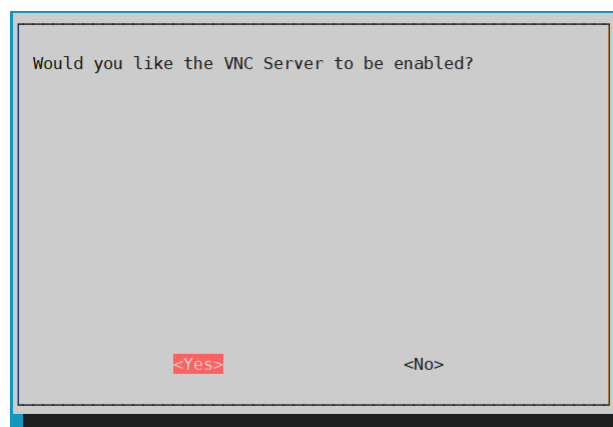 Would you like the VNC Server to be enabled?
<Yes> <No>